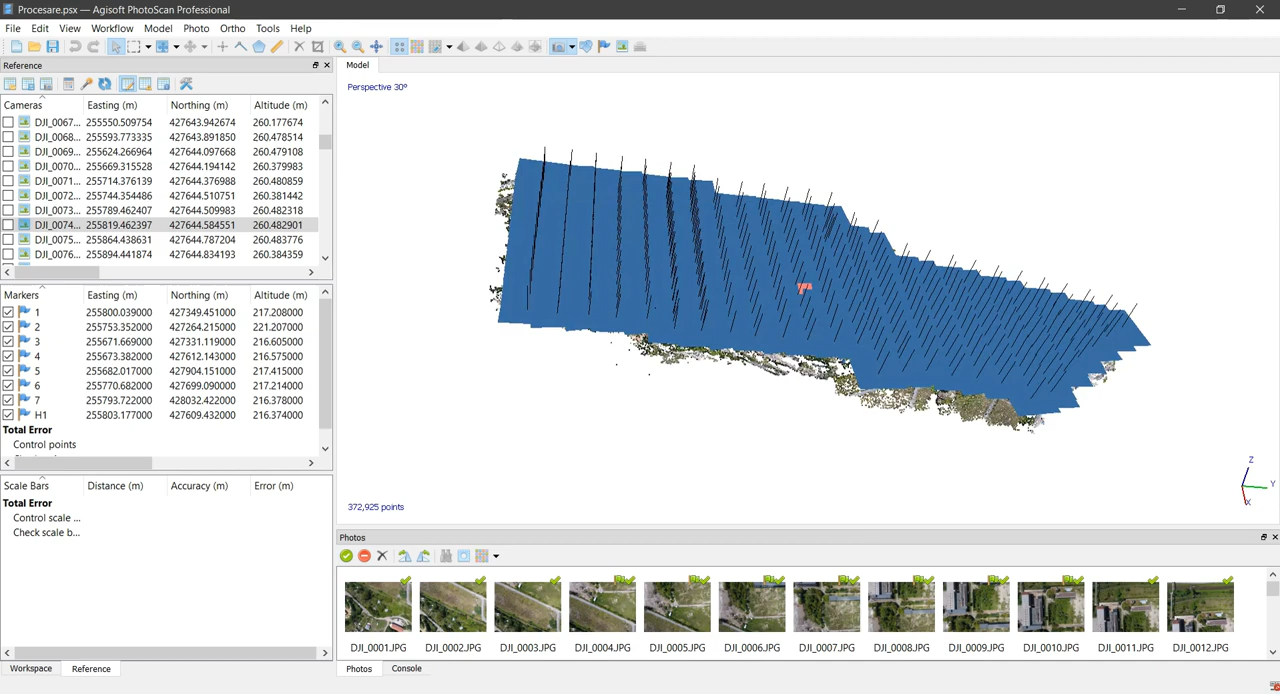 Procesare.psx — Agisoft PhotoScan Professional
File Edit View Workflow Model Photo Ortho Tools Help
Reference
Model
Perspective 30°
Cameras Easting (m) Northing (m) Altitude (m)
DJI_0067... 255550.509754 427643.942674 260.177674
DJI_0068... 255593.773335 427643.891850 260.478514
DJI_0069... 255624.266964 427644.097668 260.479108
DJI_0070... 255669.315528 427644.194142 260.379983
DJI_0071... 255714.376139 427644.376988 260.480859
DJI_0072... 255744.354486 427644.510751 260.381442
DJI_0073... 255789.462407 427644.509983 260.482318
DJI_0074... 255819.462397 427644.584551 260.482901
DJI_0075... 255864.438631 427644.787204 260.483776
DJI_0076... 255894.441874 427644.834193 260.384359
Markers Easting (m) Northing (m) Altitude (m)
1 255800.039000 427349.451000 217.208000
2 255753.352000 427264.215000 221.207000
3 255671.669000 427331.119000 216.605000
4 255673.382000 427612.143000 216.575000
5 255682.017000 427904.151000 217.415000
6 255770.682000 427699.090000 217.214000
7 255793.722000 428032.422000 216.378000
H1 255803.177000 427609.432000 216.374000
Total Error
Control points
Scale Bars Distance (m) Accuracy (m) Error (m)
Total Error
Control scale ...
Check scale b...
Workspace Reference
372,925 points
Z
Y
X
Photos
DJI_0001.JPG DJI_0002.JPG DJI_0003.JPG DJI_0004.JPG DJI_0005.JPG DJI_0006.JPG DJI_0007.JPG DJI_0008.JPG DJI_0009.JPG DJI_0010.JPG DJI_0011.JPG DJI_0012.JPG
Photos Console